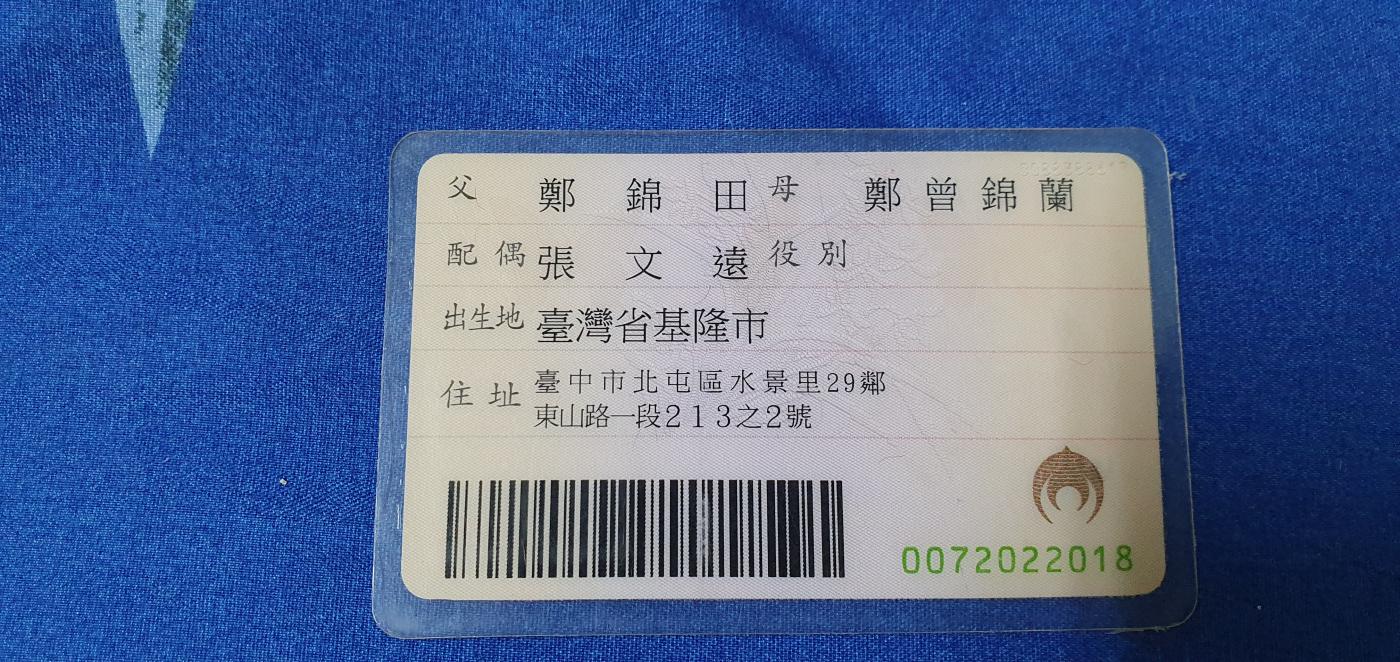 父 鄭錦田 母 鄭曾錦蘭
配偶 張文遠 役別
出生地 臺灣省基隆市
住址 臺中市北屯區水景里29鄰
東山路一段213之2號
0072022018